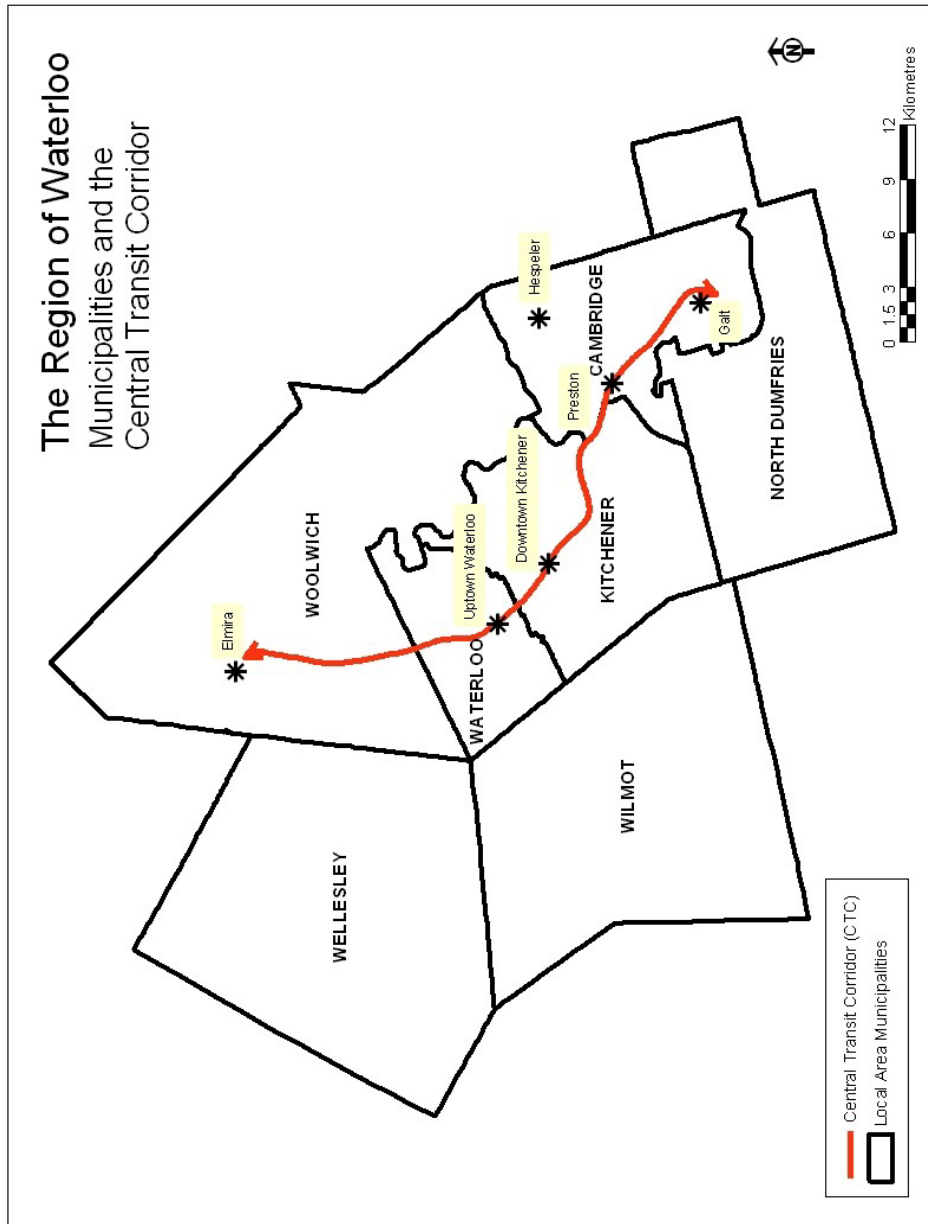 The Region of Waterloo
Municipalities and the
Central Transit Corridor
N
Elmira
WOOLWICH
WELLESLEY
Uptown Waterloo
WATERLOO
Downtown Kitchener
KITCHENER
Preston
Hespeler
CAMBRIDGE
Galt
WILMOT
NORTH DUMFRIES
Central Transit Corridor (CTC)
Local Area Municipalities
0 1.5 3 6 9 12
Kilometres